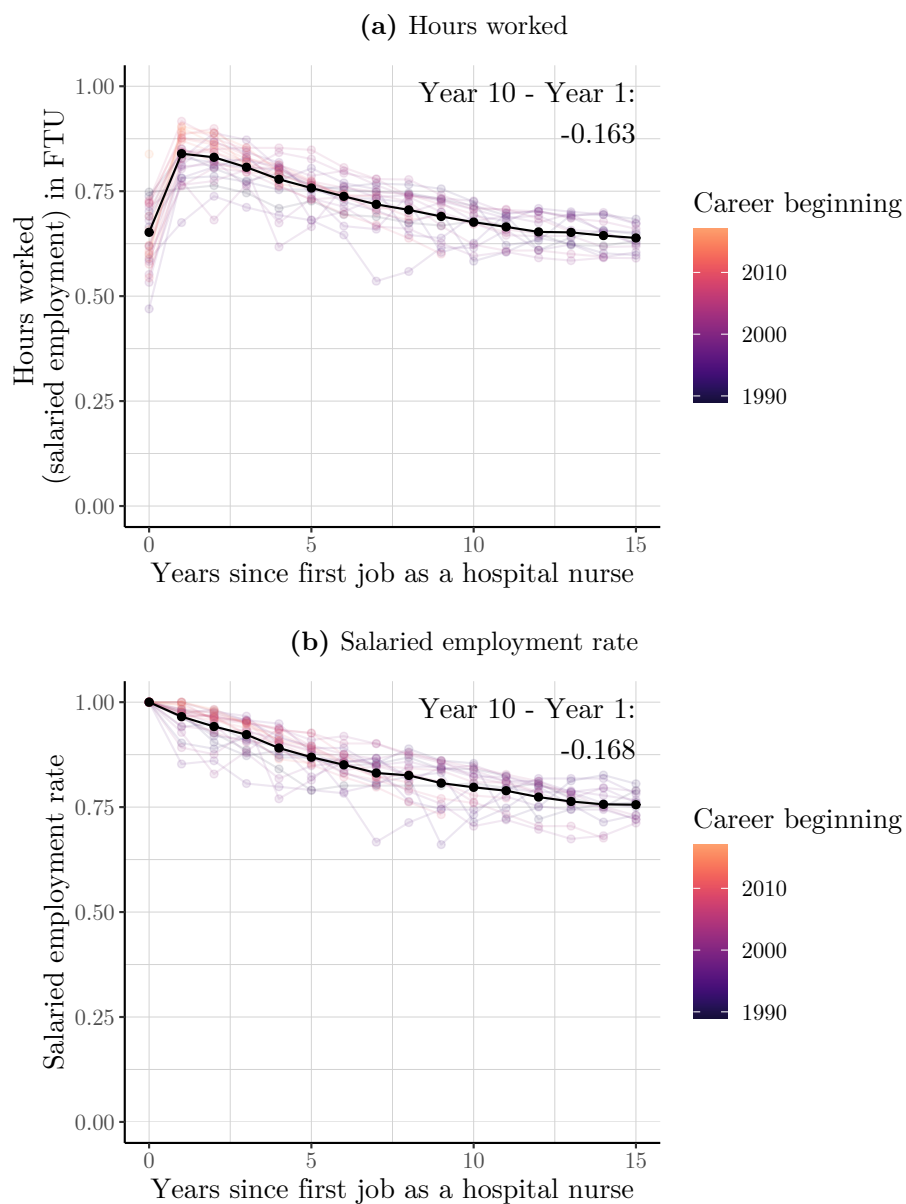 (a) Hours worked
Year 10 - Year 1:
-0.163
1.00
0.75
0.50
0.25
0.00
Hours worked
(salaried employment) in FTU
0
5
10
15
Years since first job as a hospital nurse
Career beginning
2010
2000
1990
(b) Salaried employment rate
Year 10 - Year 1:
-0.168
1.00
0.75
0.50
0.25
0.00
Salaried employment rate
0
5
10
15
Years since first job as a hospital nurse
Career beginning
2010
2000
1990